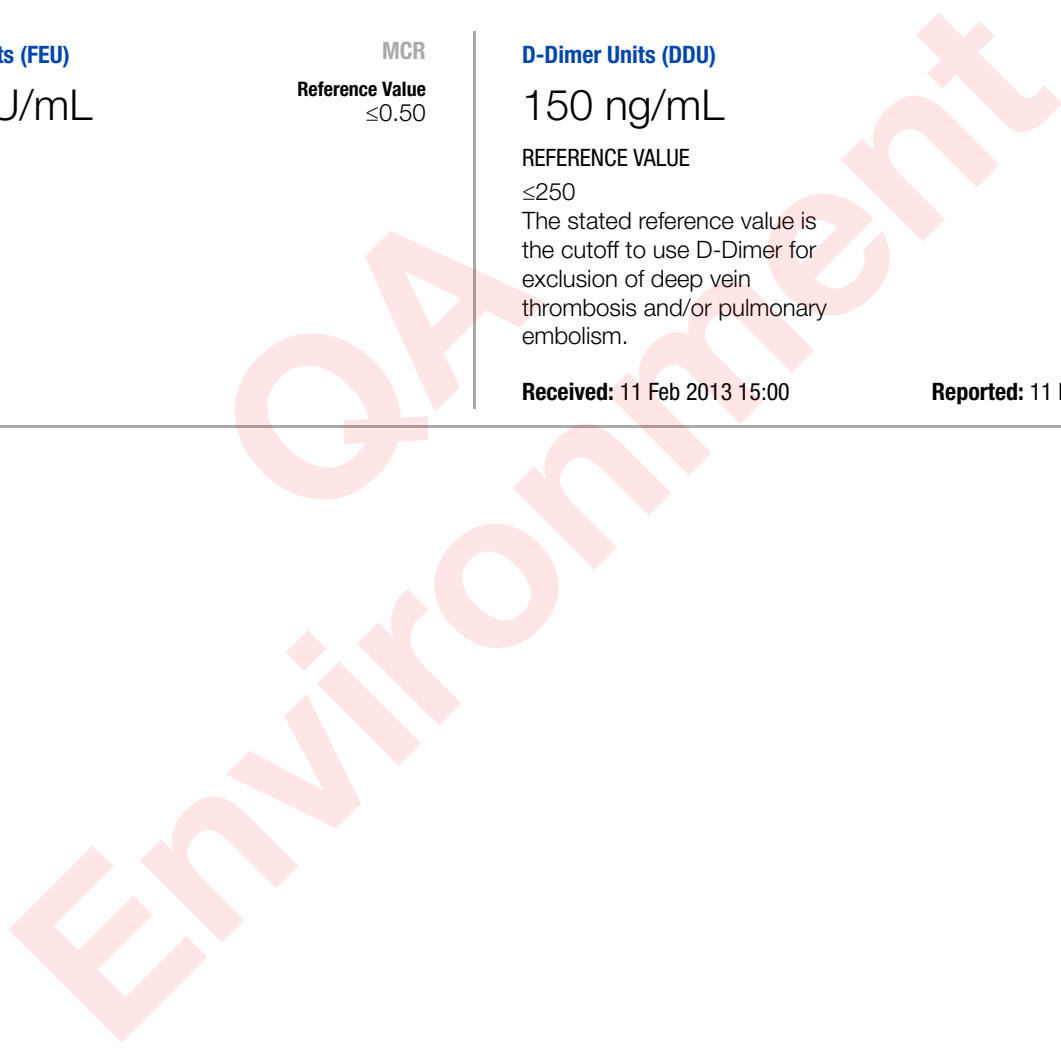 ts (FEU)
MCR
Reference Value
≤0.50
U/mL
D-Dimer Units (DDU)
150 ng/mL
REFERENCE VALUE
≤250
The stated reference value is
the cutoff to use D-Dimer for
exclusion of deep vein
thrombosis and/or pulmonary
embolism.
Received: 11 Feb 2013 15:00
Reported: 11
QA
Environment